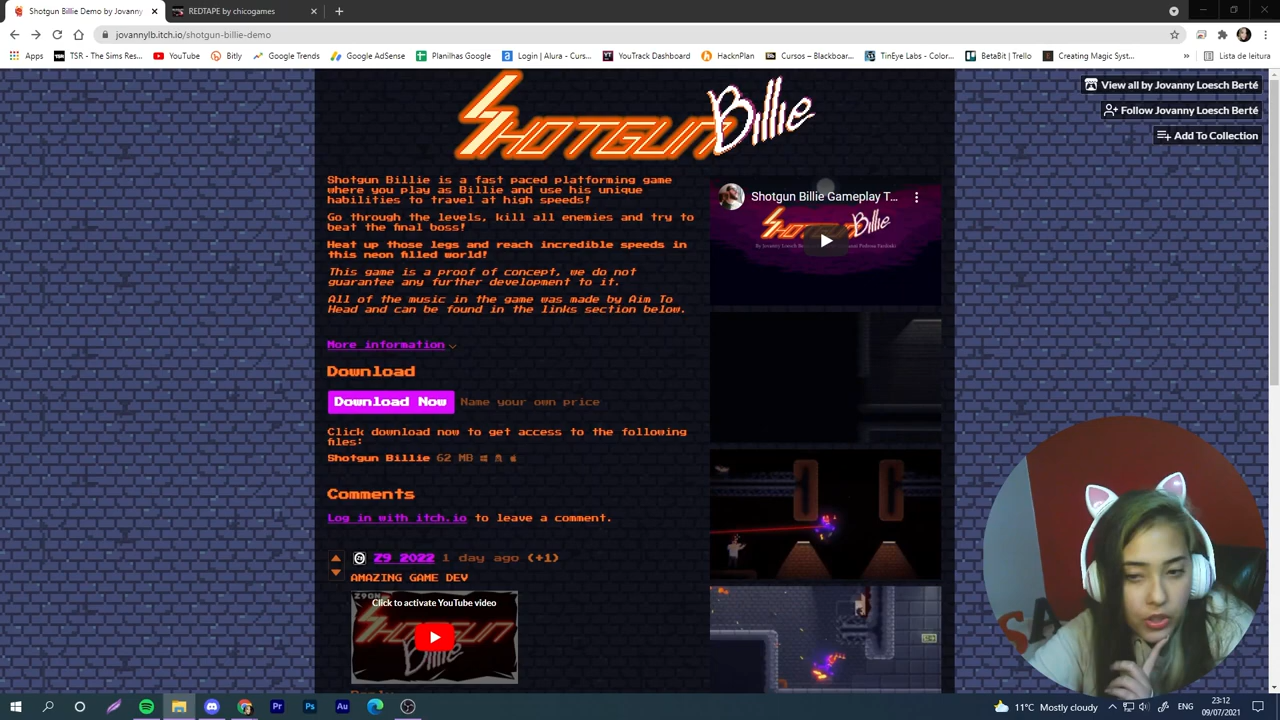 Shotgun Billie Demo by Jovanny
REDTAPE by chicogames
jovannylb.itch.io/shotgun-billie-demo
Apps
TSR - The Sims Res...
YouTube
Bitly
Google Trends
Google AdSense
Planilhas Google
Login | Alura - Curs...
YouTrack Dashboard
HacknPlan
Cursos – Blackboar...
TinEye Labs - Color...
BetaBit | Trello
Creating Magic Syst...
»
Lista de leitura
View all by Jovanny Loesch Berté
Follow Jovanny Loesch Berté
Add To Collection
SHOTGUN Billie
Shotgun Billie is a fast paced platforming game
where you play as Billie and use his unique
habilities to travel at high speeds!
Go through the levels, kill all enemies and try to
beat the final boss!
Heat up those legs and reach incredible speeds in
this neon filled world!
This game is a proof of concept, we do not
guarantee any further development to it.
All of the music in the game was made by Aim To
Head and can be found in the links section below.
More information
Download
Download Now Name your own price
Click download now to get access to the following
files:
Shotgun Billie 62 MB
Comments
Log in with itch.io to leave a comment.
Z9 2022 1 day ago (+1)
AMAZING GAME DEV
Click to activate YouTube video
SHOTGUN
Billie
Shotgun Billie Gameplay T...
SHOTGUN Billie
11°C Mostly cloudy
ENG
23:12
09/07/2021